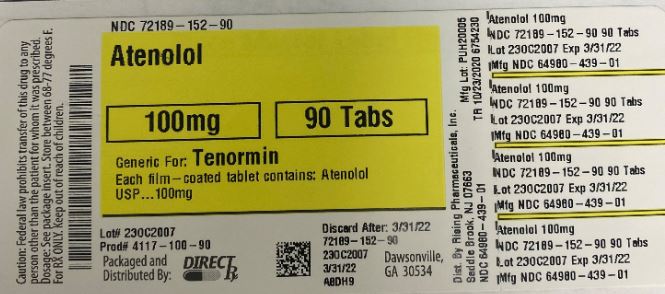 Caution: Federal law prohibits transfer of this drug to any
person other than the patient for whom it was prescribed.
Dosage: See package insert. Store between 68-77 degrees F.
For RX ONLY. Keep out of reach of children.
NDC 72189-152-90
Atenolol
100mg
90 Tabs
Generic For: Tenormin
Each film-coated tablet contains: Atenolol
USP...100mg
Lot# 230C2007
Prod# 4117-100-90
Packaged and
Distributed By:
DIRECT Rx
Discard After: 3/31/22
72189-152-90
230C2007
3/31/22
A8DH9
Dawsonville,
GA 30534
Dist. By Rising Pharmaceuticals, Inc.
Saddle Brook, NJ 07663
NDC 64980-439-01
Mfg Lot: PUH20005
TR 10/23/2020 6754230
Atenolol 100mg
NDC 72189-152-90 90 Tabs
Lot 230C2007 Exp 3/31/22
Mfg NDC 64980-439-01
Atenolol 100mg
NDC 72189-152-90 90 Tabs
Lot 230C2007 Exp 3/31/22
Mfg NDC 64980-439-01
Atenolol 100mg
NDC 72189-152-90 90 Tabs
Lot 230C2007 Exp 3/31/22
Mfg NDC 64980-439-01
Atenolol 100mg
NDC 72189-152-90 90 Tabs
Lot 230C2007 Exp 3/31/22
Mfg NDC 64980-439-01